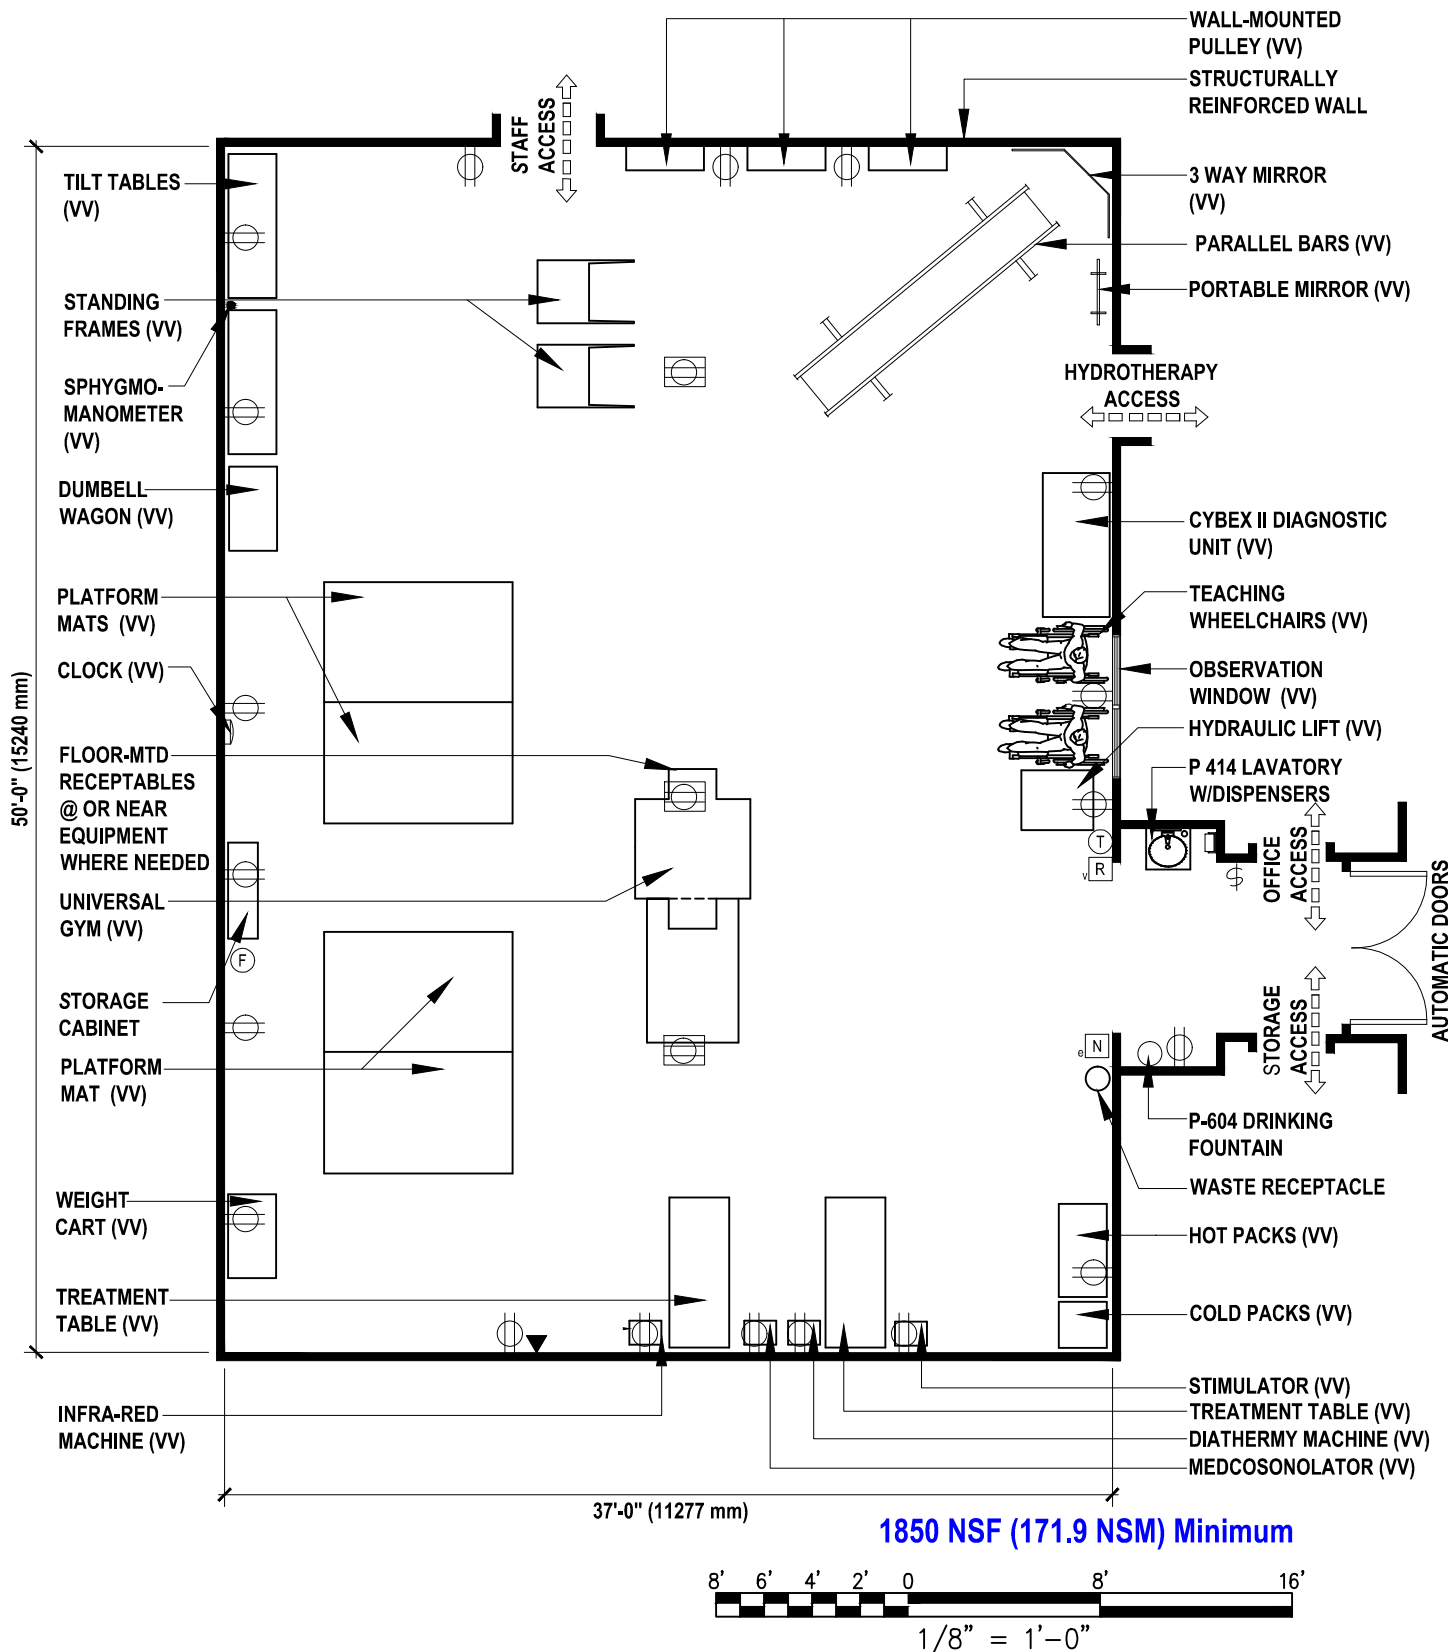 WALL-MOUNTED
PULLEY (VV)
STRUCTURALLY
REINFORCED WALL
STAFF
ACCESS
TILT TABLES
(VV)
3 WAY MIRROR
(VV)
PARALLEL BARS (VV)
STANDING
FRAMES (VV)
PORTABLE MIRROR (VV)
HYDROTHERAPY
ACCESS
SPHYGMO-
MANOMETER
(VV)
DUMBELL
WAGON (VV)
CYBEX II DIAGNOSTIC
UNIT (VV)
PLATFORM
MATS (VV)
TEACHING
WHEELCHAIRS (VV)
CLOCK (VV)
OBSERVATION
WINDOW (VV)
50'-0" (15240 mm)
HYDRAULIC LIFT (VV)
FLOOR-MTD
RECEPTABLES
@ OR NEAR
EQUIPMENT
WHERE NEEDED
P 414 LAVATORY
W/DISPENSERS
T
v R
$
OFFICE
ACCESS
UNIVERSAL
GYM (VV)
AUTOMATIC DOORS
F
STORAGE
CABINET
STORAGE
ACCESS
e N
PLATFORM
MAT (VV)
P-604 DRINKING
FOUNTAIN
WASTE RECEPTACLE
WEIGHT
CART (VV)
HOT PACKS (VV)
TREATMENT
TABLE (VV)
COLD PACKS (VV)
INFRA-RED
MACHINE (VV)
STIMULATOR (VV)
TREATMENT TABLE (VV)
DIATHERMY MACHINE (VV)
MEDCOSONOLATOR (VV)
37'-0" (11277 mm)
1850 NSF (171.9 NSM) Minimum
8' 6' 4' 2' 0 8' 16'
1/8" = 1'-0"